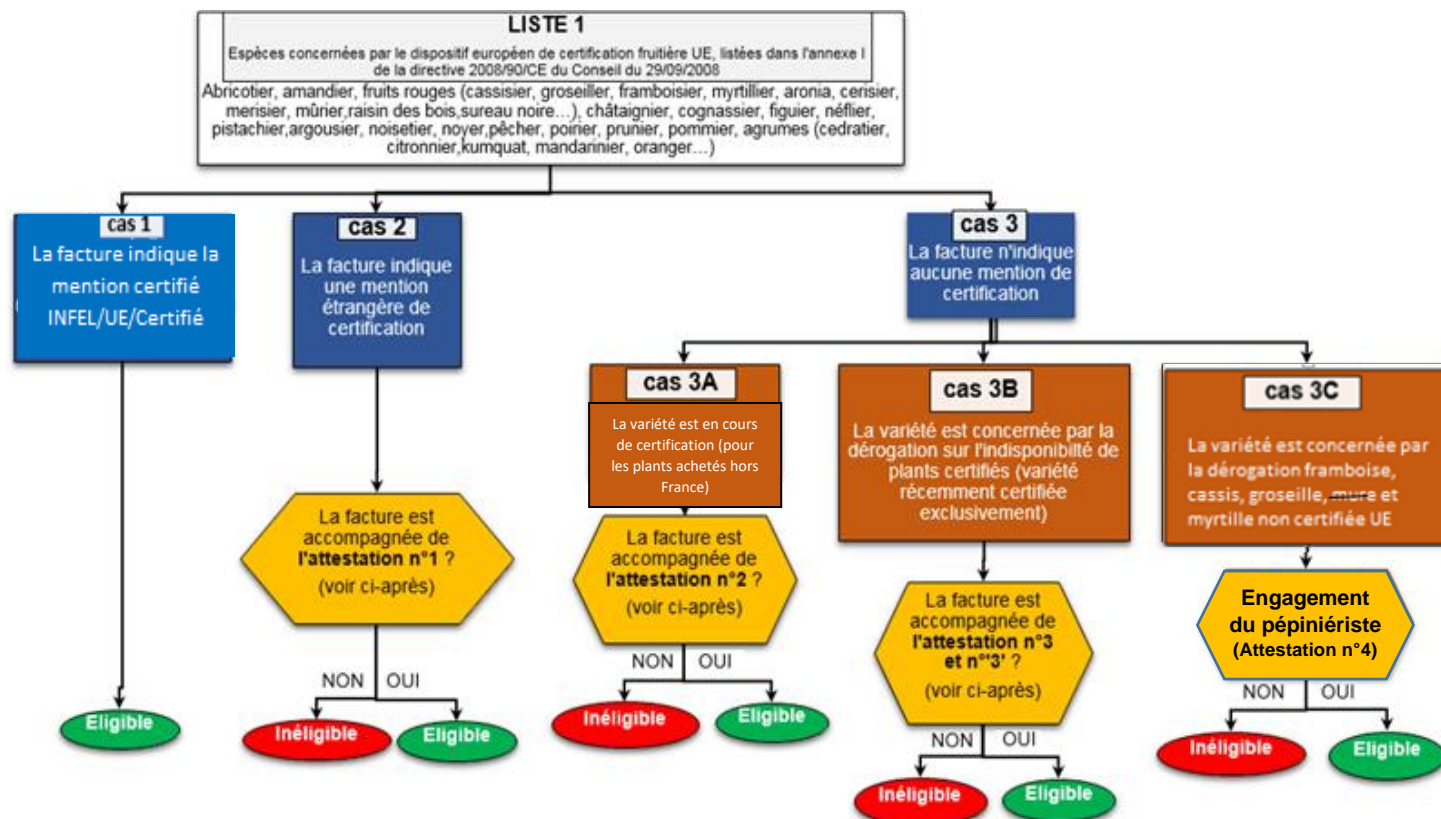 LISTE 1
Espèces concernées par le dispositif européen de certification fruitière UE, listées dans l'annexe I
de la directive 2008/90/CE du Conseil du 29/09/2008
Abricotier, amandier, fruits rouges (cassisier, groseiller, framboisier, myrtillier, aronia, cerisier,
merisier, mûrier,raisin des bois,sureau noire...), châtaignier, cognassier, figuier, néflier,
pistachier,argousier, noisetier, noyer,pêcher, poirier, prunier, pommier, agrumes (cedratier,
citronnier,kumquat, mandarinier, oranger...)
cas 1
La facture indique la
mention certifié
INFEL/UE/Certifié
cas 2
La facture indique
une mention
étrangère de
certification
cas 3
La facture n'indique
aucune mention de
certification
cas 3A
La variété est en cours
de certification (pour
les plants achetés hors
France)
cas 3B
La variété est concernée par la
dérogation sur l'indisponibilté de
plants certifiés (variété
récemment certifiée
exclusivement)
cas 3C
La variété est concernée par
la dérogation framboise,
cassis, groseille, mure et
myrtille non certifiée UE
La facture est
accompagnée de
l'attestation n°1 ?
(voir ci-après)
La facture est
accompagnée de
l'attestation n°2 ?
(voir ci-après)
La facture est
accompagnée de
l'attestation n°3
et n°'3' ?
(voir ci-après)
Engagement
du pépiniériste
(Attestation n°4)
NON OUI
NON OUI
NON OUI
NON OUI
Eligible
Inéligible
Eligible
Inéligible
Eligible
Inéligible
Eligible
Inéligible
Eligible